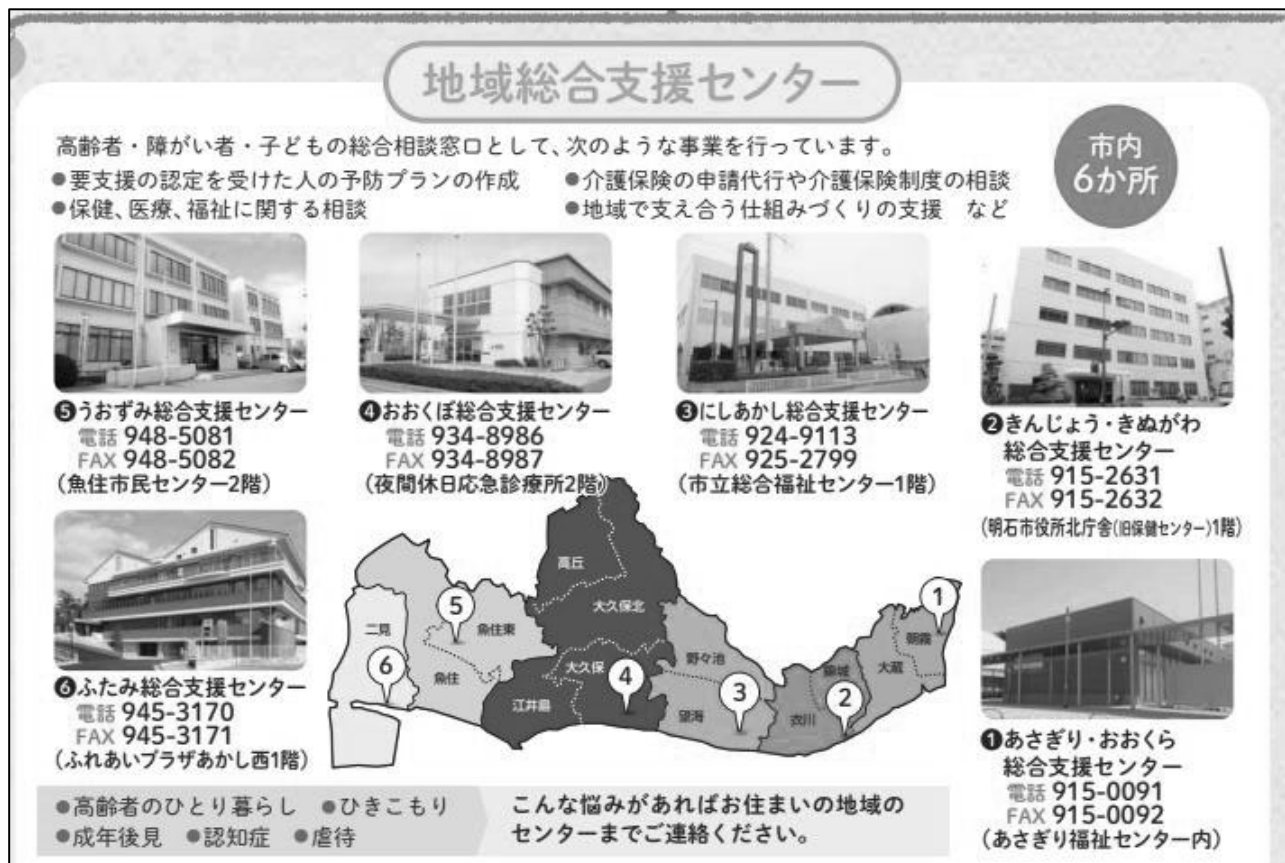 地域総合支援センター
高齢者・障がい者・子どもの総合相談窓口として、次のような事業を行っています。
●要支援の認定を受けた人の予防プランの作成
●介護保険の申請代行や介護保険制度の相談
●保健、医療、福祉に関する相談
●地域で支え合う仕組みづくりの支援 など
市内
6か所
❺うおずみ総合支援センター
電話 948-5081
FAX 948-5082
(魚住市民センター2階)
❹おおくぼ総合支援センター
電話 934-8986
FAX 934-8987
(夜間休日応急診療所2階)
❸にしあかし総合支援センター
電話 924-9113
FAX 925-2799
(市立総合福祉センター1階)
❷きんじょう・きぬがわ
総合支援センター
電話 915-2631
FAX 915-2632
(明石市役所北庁舎(旧保健センター)1階)
❻ふたみ総合支援センター
電話 945-3170
FAX 945-3171
(ふれあいプラザあかし西1階)
高丘
大久保北
二見
6
5
魚住東
魚住
大久保
4
江井島
野々池
3
望海
錦城
2
衣川
大蔵
朝霧
1
❶あさぎり・おおくら
総合支援センター
電話 915-0091
FAX 915-0092
(あさぎり福祉センター内)
●高齢者のひとり暮らし ●ひきこもり
●成年後見 ●認知症 ●虐待
こんな悩みがあればお住まいの地域の
センターまでご連絡ください。